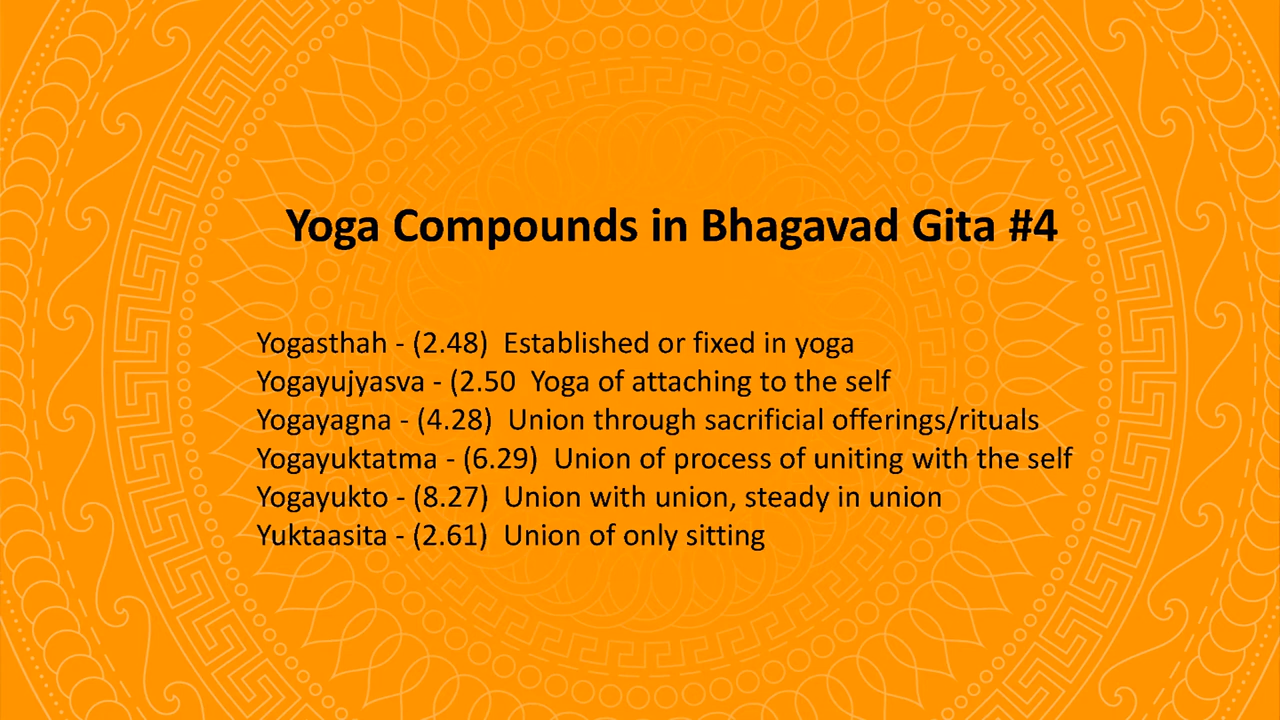 Yoga Compounds in Bhagavad Gita #4
Yogasthah - (2.48)  Established or fixed in yoga
Yogayujyasva - (2.50  Yoga of attaching to the self
Yogayagna - (4.28)  Union through sacrificial offerings/rituals
Yogayuktatma - (6.29)  Union of process of uniting with the self
Yogayukto - (8.27)  Union with union, steady in union
Yuktaasita - (2.61)  Union of only sitting